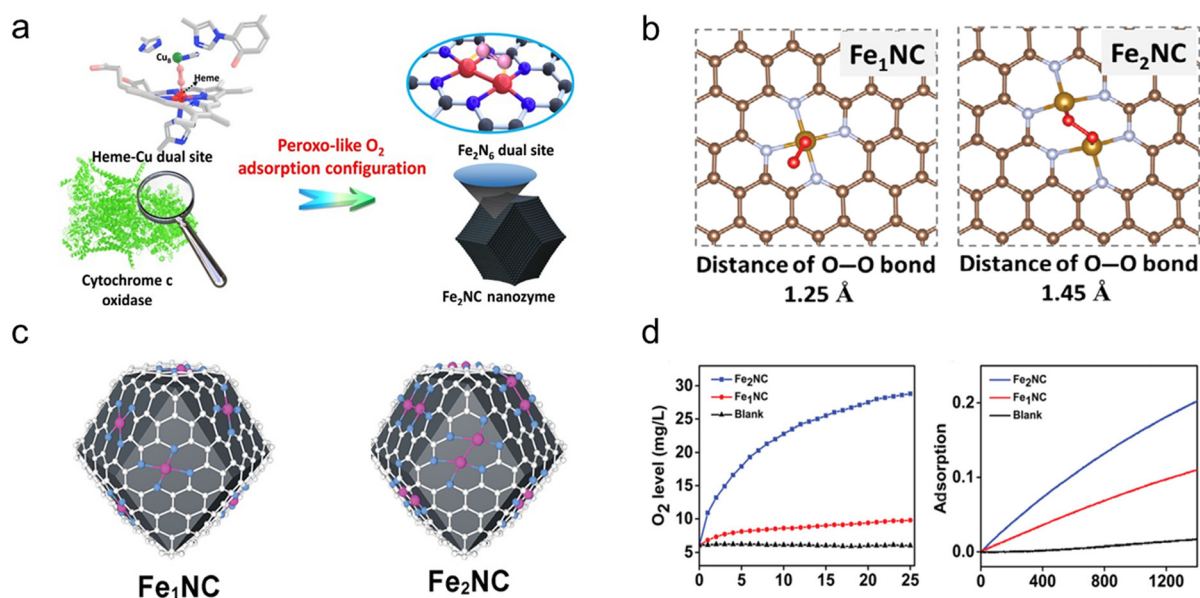 a
Cu_B
Heme
Heme-Cu dual site
Cytochrome c
oxidase
Peroxo-like O₂
adsorption configuration
Fe₂N₆ dual site
Fe₂NC nanozyme
b
Fe₁NC
Distance of O—O bond
1.25 Å
Fe₂NC
Distance of O—O bond
1.45 Å
c
Fe₁NC
Fe₂NC
d
O₂ level (mg/L)
30
25
20
15
10
5
Fe₂NC
Fe₁NC
Blank
0 5 10 15 20 25
Adsorption
0.2
0.1
0.0
Fe₂NC
Fe₁NC
Blank
0 400 800 1200